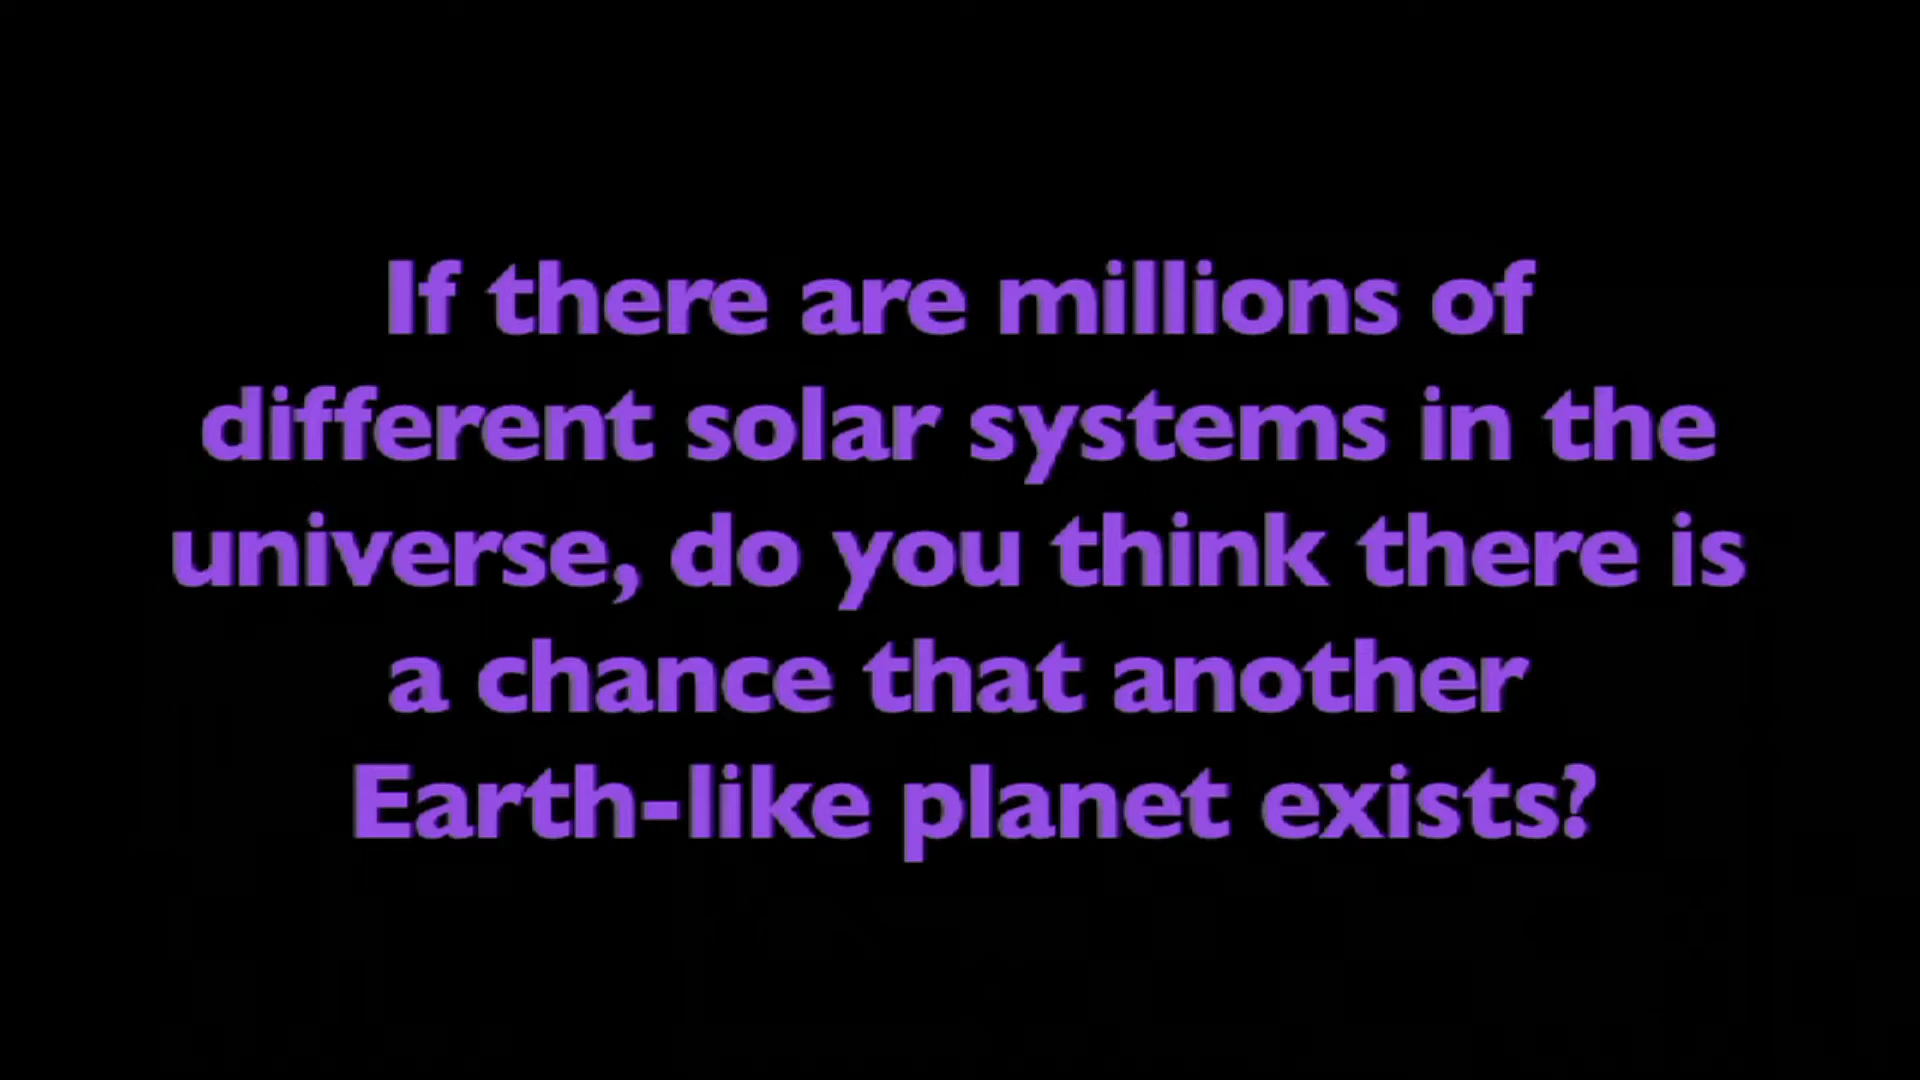 If there are millions of
different solar systems in the
universe, do you think there is
a chance that another
Earth-like planet exists?